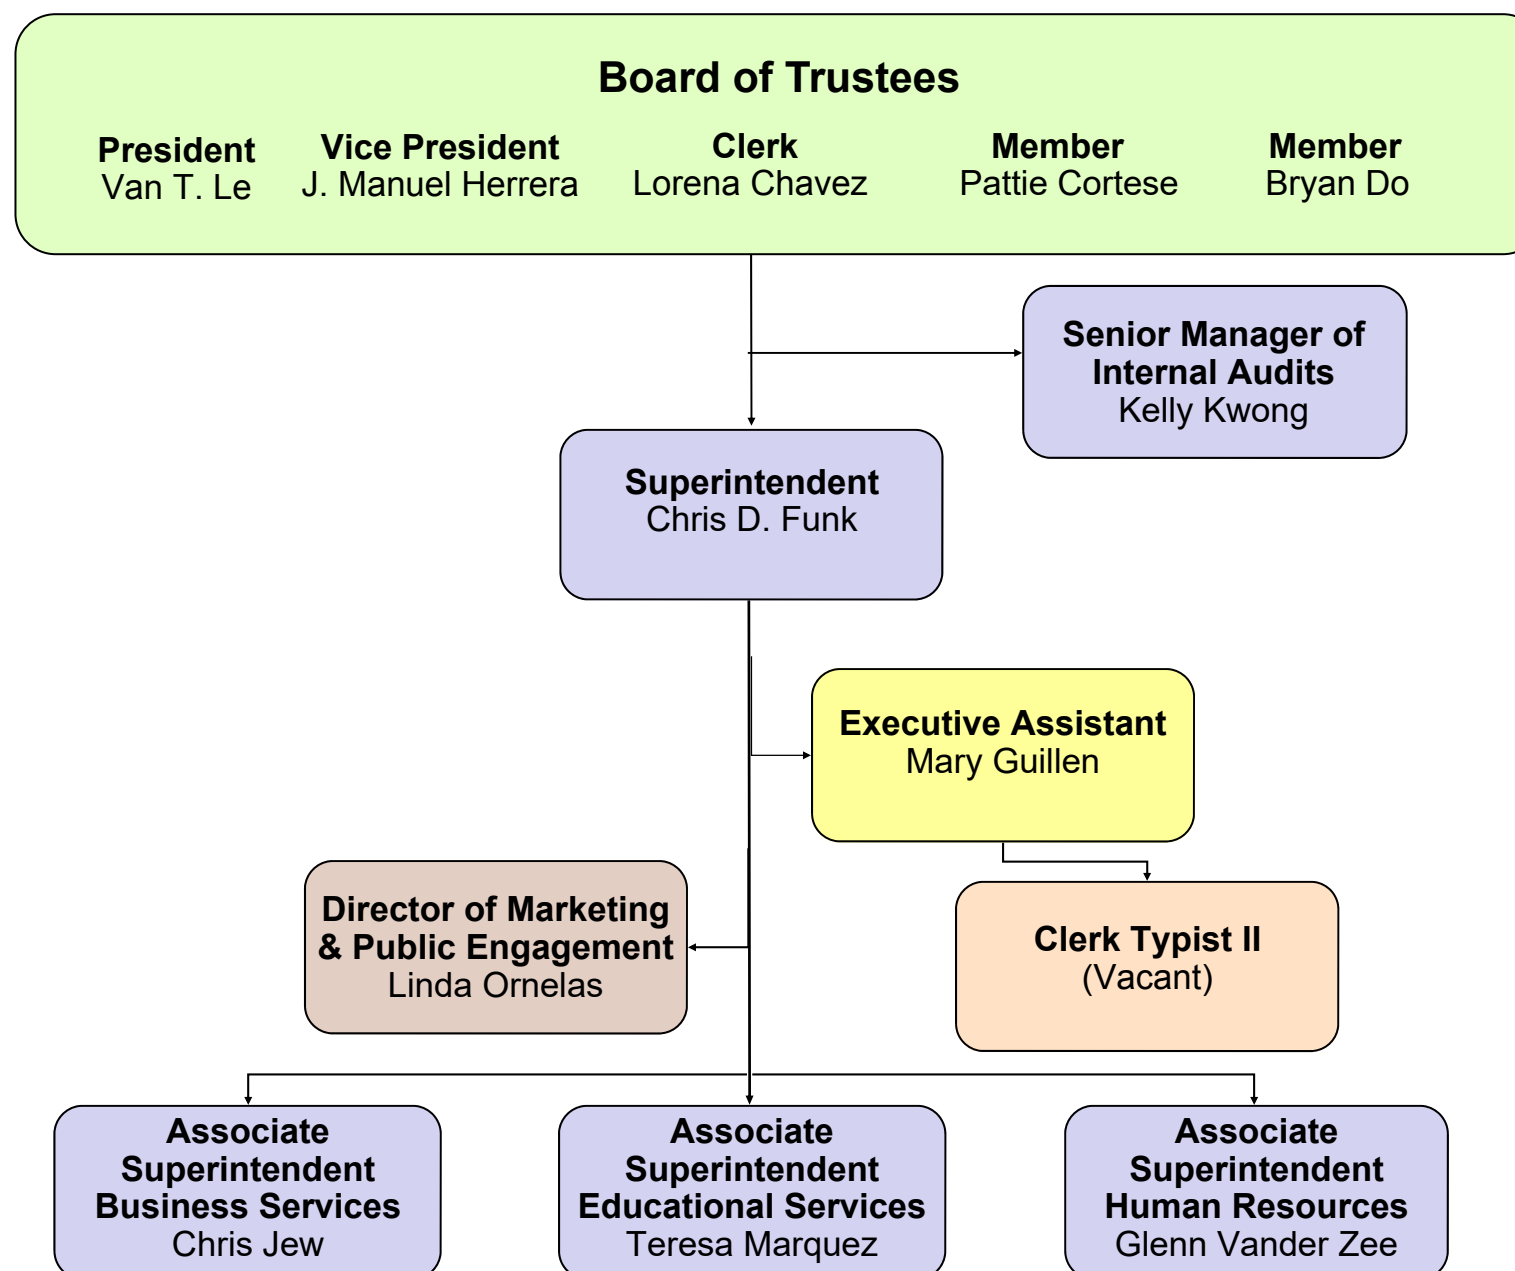 Board of Trustees
President
Van T. Le
Vice President
J. Manuel Herrera
Clerk
Lorena Chavez
Member
Pattie Cortese
Member
Bryan Do
Senior Manager of
Internal Audits
Kelly Kwong
Superintendent
Chris D. Funk
Executive Assistant
Mary Guillen
Director of Marketing
& Public Engagement
Linda Ornelas
Clerk Typist II
(Vacant)
Associate
Superintendent
Business Services
Chris Jew
Associate
Superintendent
Educational Services
Teresa Marquez
Associate
Superintendent
Human Resources
Glenn Vander Zee